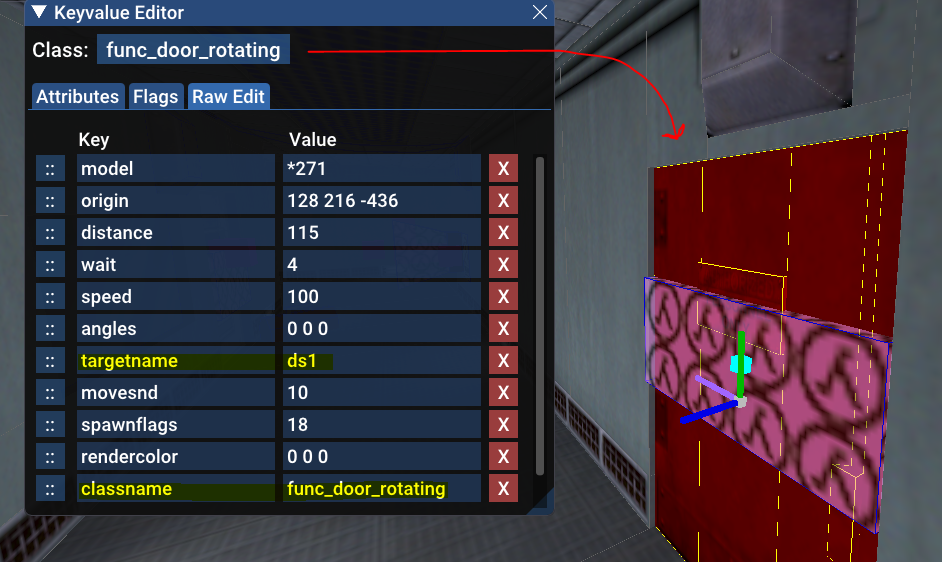 Keyvalue Editor
Class: func_door_rotating
Attributes Flags Raw Edit
Key Value
:: model *271 X
:: origin 128 216 -436 X
:: distance 115 X
:: wait 4 X
:: speed 100 X
:: angles 0 0 0 X
:: targetname ds1 X
:: movesnd 10 X
:: spawnflags 18 X
:: rendercolor 0 0 0 X
:: classname func_door_rotating X